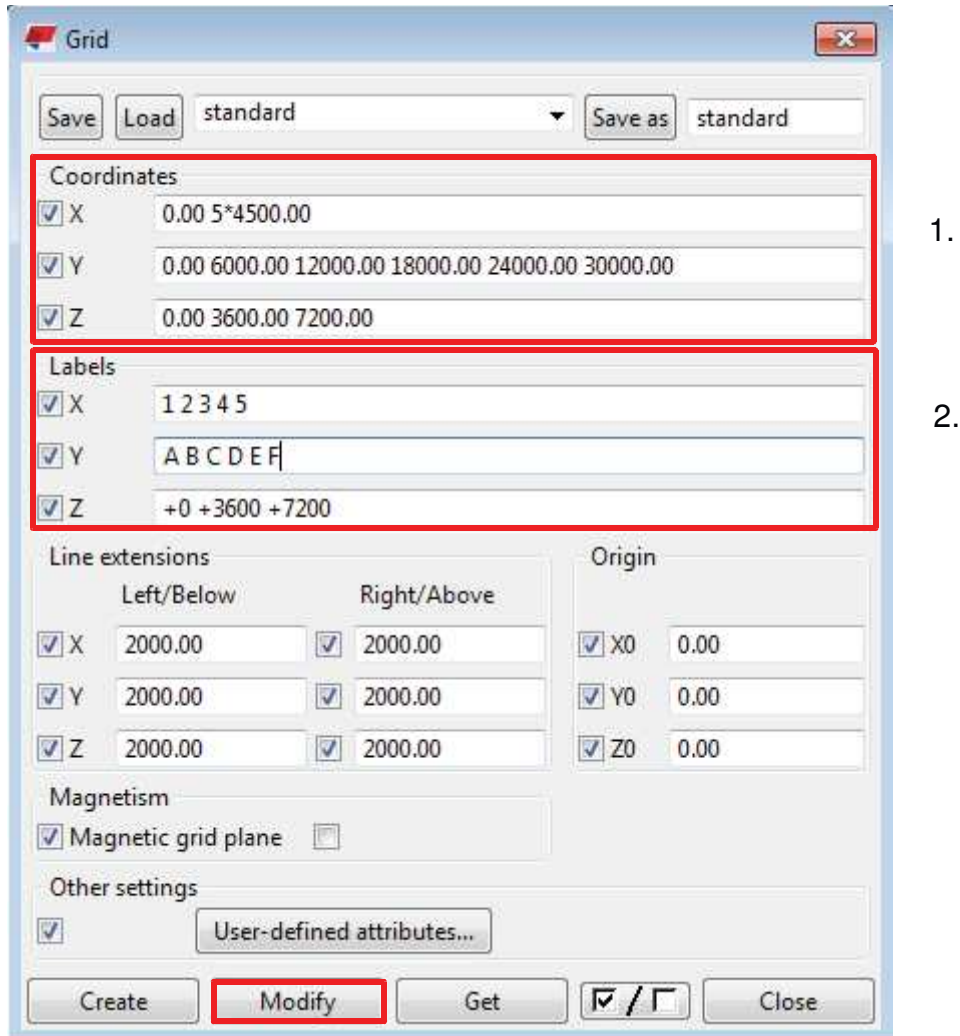 Grid
Save Load standard Save as standard
Coordinates
X 0.00 5*4500.00
1.
Y 0.00 6000.00 12000.00 18000.00 24000.00 30000.00
Z 0.00 3600.00 7200.00
Labels
X 1 2 3 4 5
2.
Y A B C D E F
Z +0 +3600 +7200
Line extensions Origin
Left/Below Right/Above
X 2000.00 2000.00 X0 0.00
Y 2000.00 2000.00 Y0 0.00
Z 2000.00 2000.00 Z0 0.00
Magnetism
Magnetic grid plane
Other settings
User-defined attributes...
Create Modify Get / Close